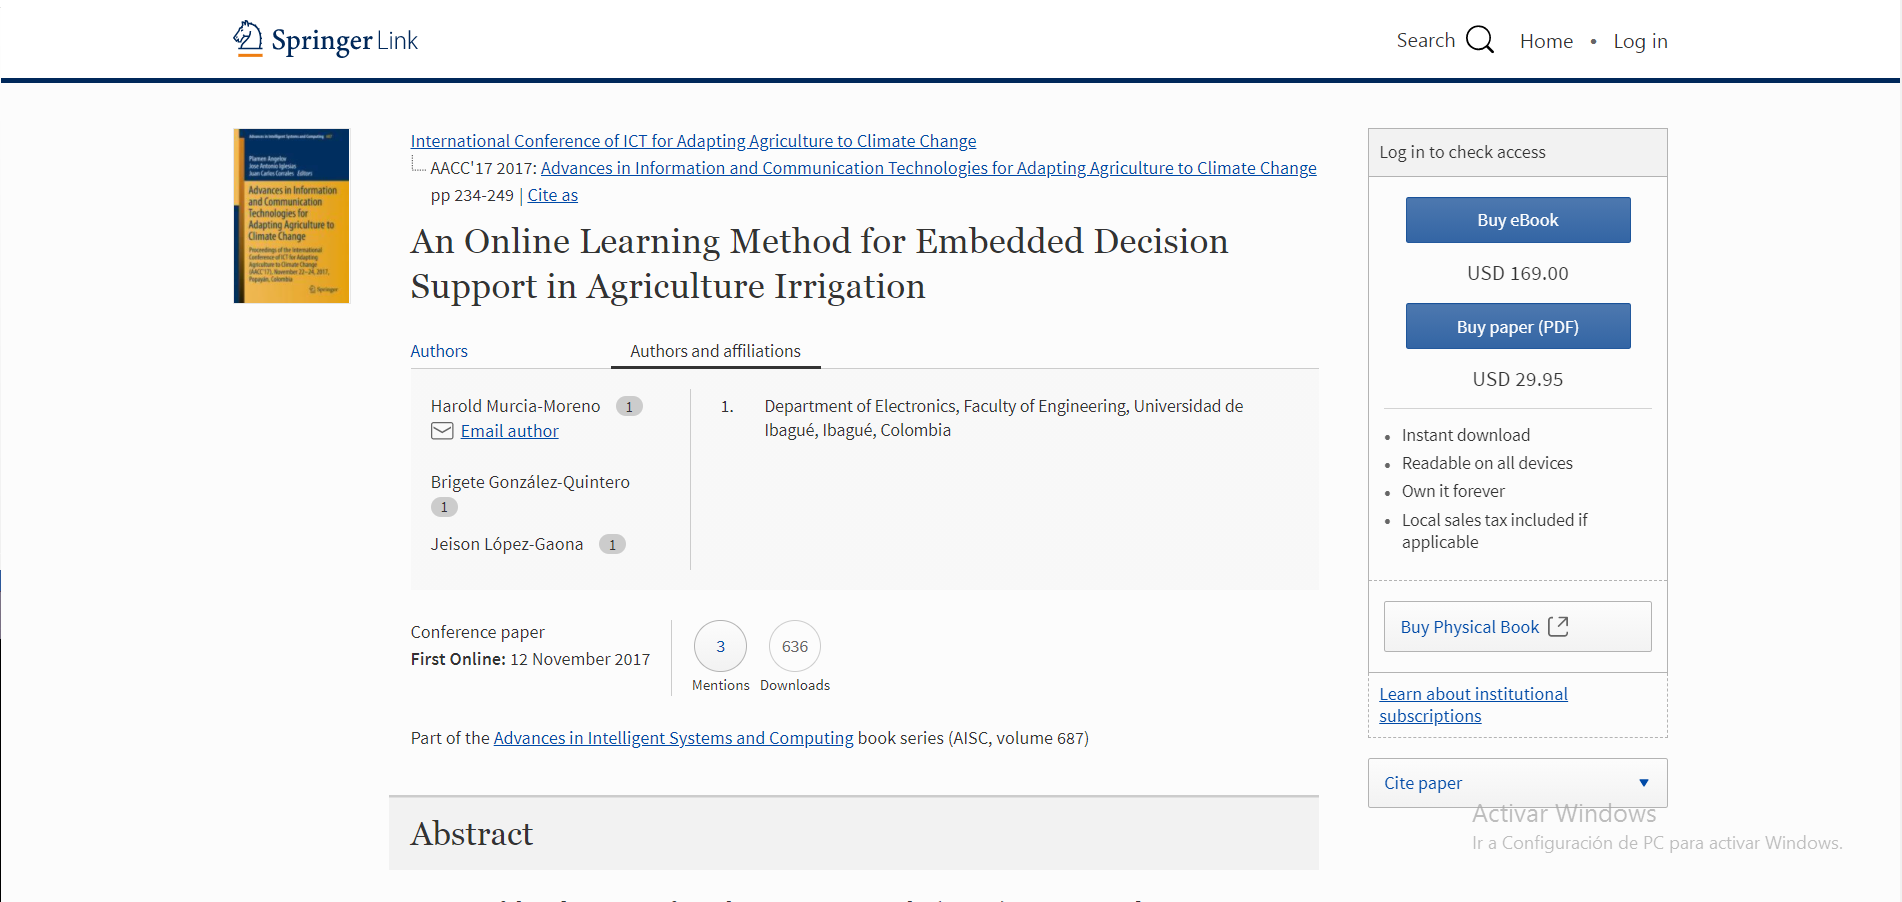 Springer Link
Search
Home • Log in
Advances in Intelligent Systems and Computing 687
Plamen Angelov
Jose Antonio Iglesias
Juan Carlos Corrales Editors
Advances in Information
and Communication
Technologies for
Adapting Agriculture to
Climate Change
Proceedings of the International
Conference of ICT for Adapting
Agriculture to Climate Change
(AACC'17), November 22–24, 2017,
Popayán, Colombia
Springer
International Conference of ICT for Adapting Agriculture to Climate Change
AACC'17 2017: Advances in Information and Communication Technologies for Adapting Agriculture to Climate Change
pp 234-249 | Cite as
An Online Learning Method for Embedded Decision
Support in Agriculture Irrigation
Authors
Authors and affiliations
Harold Murcia-Moreno 1
Email author
Brigete González-Quintero
1
Jeison López-Gaona 1
1. Department of Electronics, Faculty of Engineering, Universidad de
Ibagué, Ibagué, Colombia
Conference paper
First Online: 12 November 2017
3
Mentions
636
Downloads
Part of the Advances in Intelligent Systems and Computing book series (AISC, volume 687)
Abstract
Log in to check access
Buy eBook
USD 169.00
Buy paper (PDF)
USD 29.95
• Instant download
• Readable on all devices
• Own it forever
• Local sales tax included if
applicable
Buy Physical Book
Learn about institutional
subscriptions
Cite paper
Activar Windows
Ir a Configuración de PC para activar Windows.